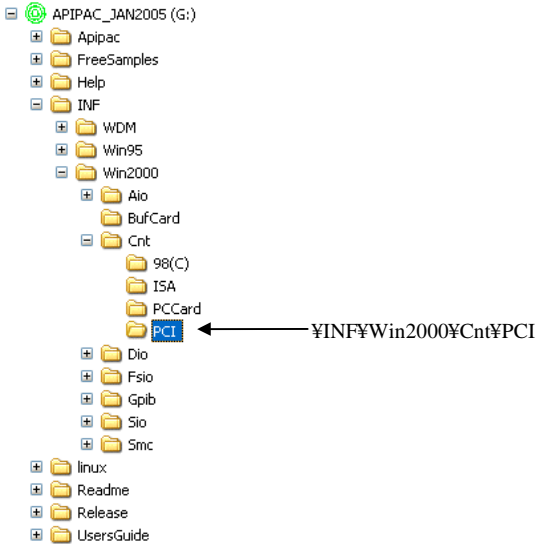 APIPAC_JAN2005 (G:)
Apipac
FreeSamples
Help
INF
WDM
Win95
Win2000
Aio
BufCard
Cnt
98(C)
ISA
PCCard
PCI ¥INF¥Win2000¥Cnt¥PCI
Dio
Fsio
Gpib
Sio
Smc
linux
Readme
Release
UsersGuide